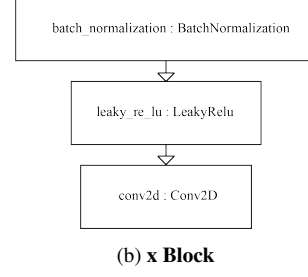 batch_normalization : BatchNormalization
leaky_re_lu : LeakyRelu
conv2d : Conv2D
(b) x Block